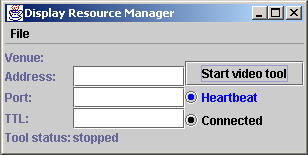 Display Resource Manager
File
Venue:
Address:
Start video tool
Port:
Heartbeat
TTL:
Connected
Tool status: stopped